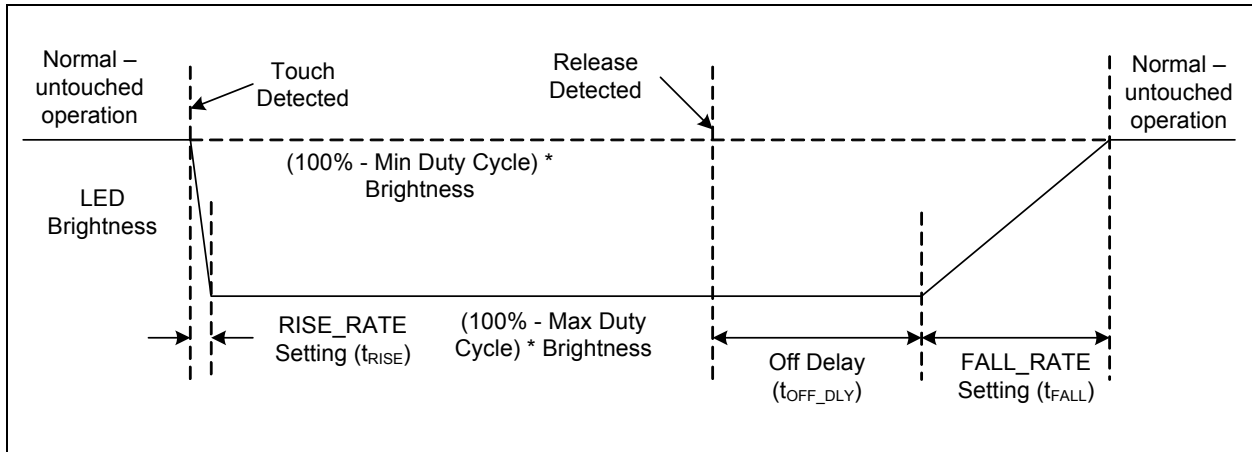 Normal –
untouched
operation
Touch
Detected
Release
Detected
Normal –
untouched
operation
(100% - Min Duty Cycle) *
Brightness
LED
Brightness
RISE_RATE
Setting (tRISE)
(100% - Max Duty
Cycle) * Brightness
Off Delay
(tOFF_DLY)
FALL_RATE
Setting (tFALL)